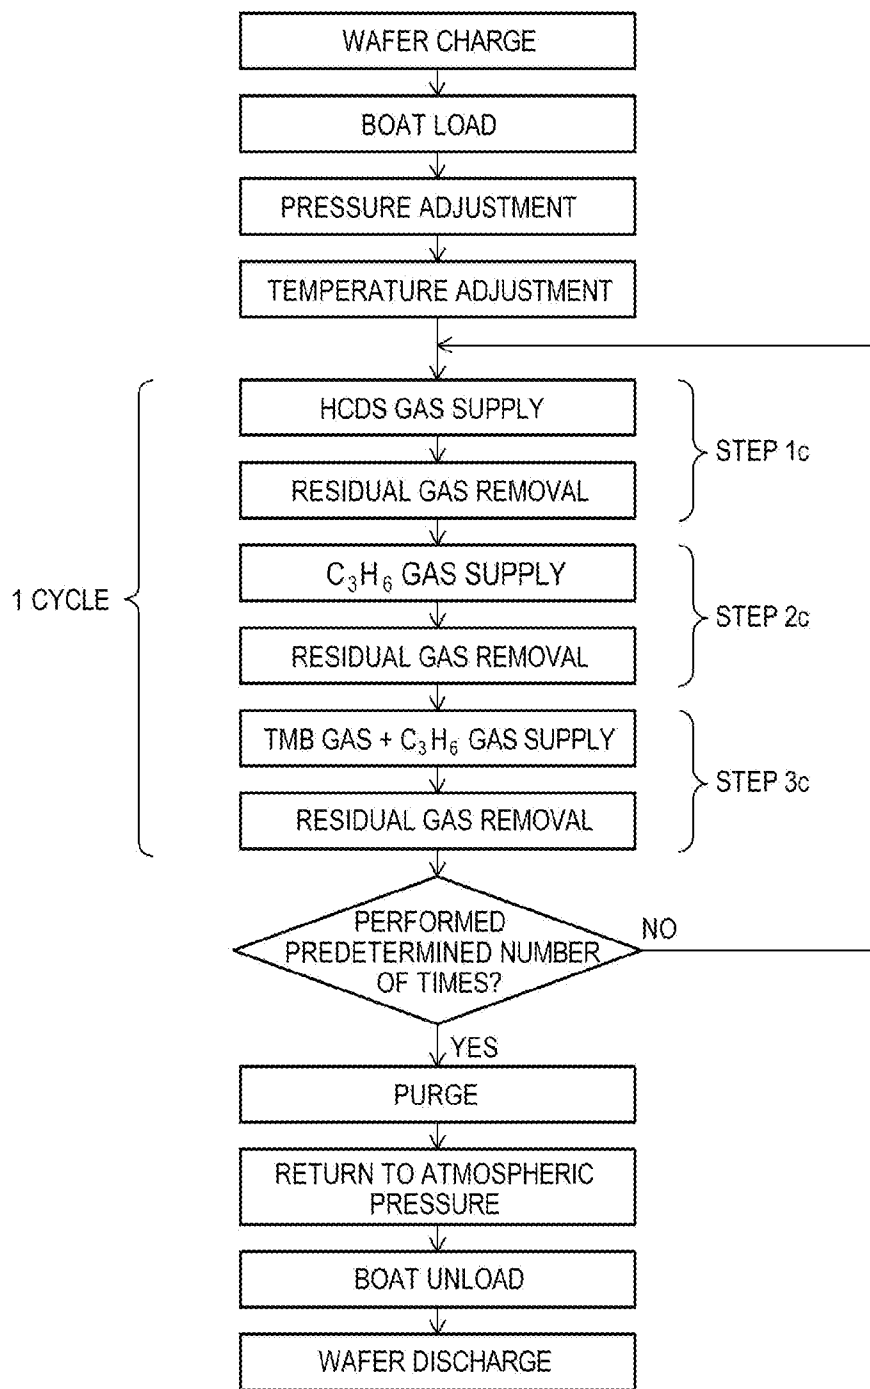 WAFER CHARGE
BOAT LOAD
PRESSURE ADJUSTMENT
TEMPERATURE ADJUSTMENT
HCDS GAS SUPPLY
STEP 1c
RESIDUAL GAS REMOVAL
C₃H₆ GAS SUPPLY
1 CYCLE
STEP 2c
RESIDUAL GAS REMOVAL
TMB GAS + C₃H₆ GAS SUPPLY
STEP 3c
RESIDUAL GAS REMOVAL
PERFORMED
PREDETERMINED NUMBER
OF TIMES?
NO
YES
PURGE
RETURN TO ATMOSPHERIC
PRESSURE
BOAT UNLOAD
WAFER DISCHARGE